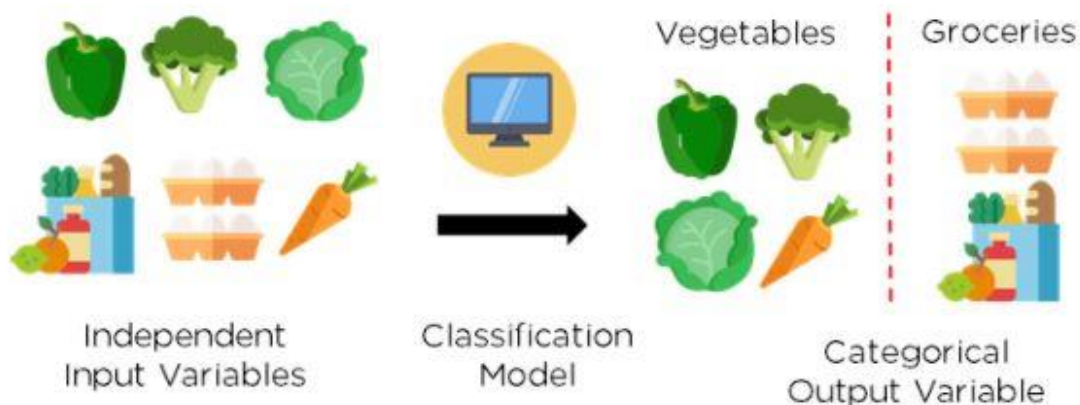 Vegetables
Groceries
Independent
Input Variables
Classification
Model
Categorical
Output Variable